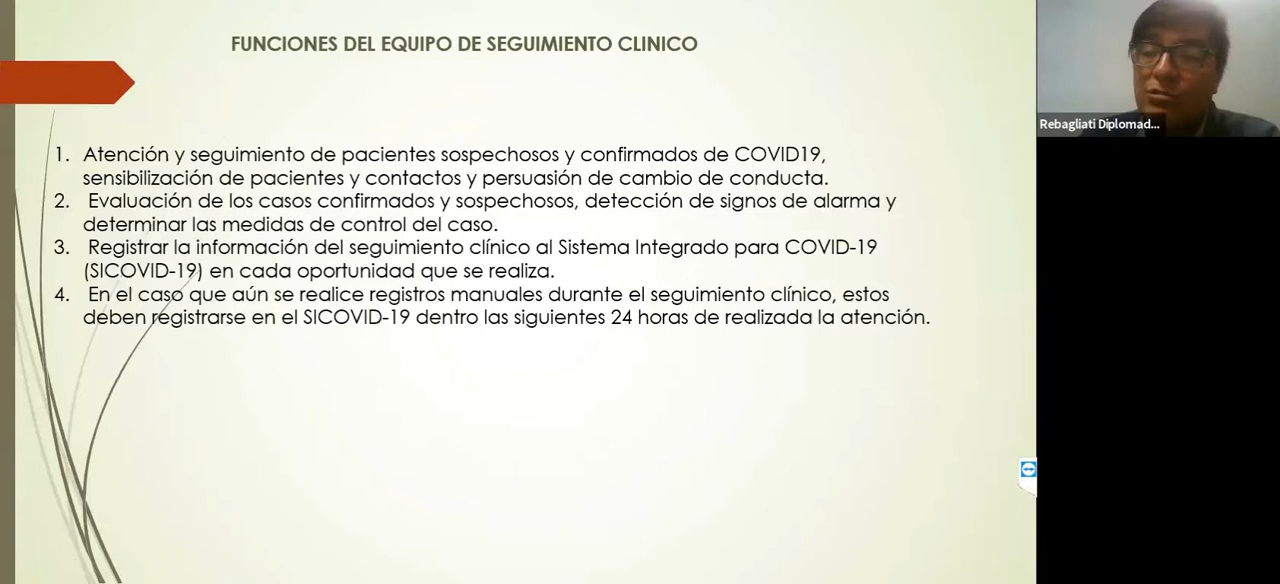 FUNCIONES DEL EQUIPO DE SEGUIMIENTO CLINICO
1. Atención y seguimiento de pacientes sospechosos y confirmados de COVID19,
sensibilización de pacientes y contactos y persuasión de cambio de conducta.
2. Evaluación de los casos confirmados y sospechosos, detección de signos de alarma y
determinar las medidas de control del caso.
3. Registrar la información del seguimiento clínico al Sistema Integrado para COVID-19
(SICOVID-19) en cada oportunidad que se realiza.
4. En el caso que aún se realice registros manuales durante el seguimiento clínico, estos
deben registrarse en el SICOVID-19 dentro las siguientes 24 horas de realizada la atención.
Rebagliati Diplomad...